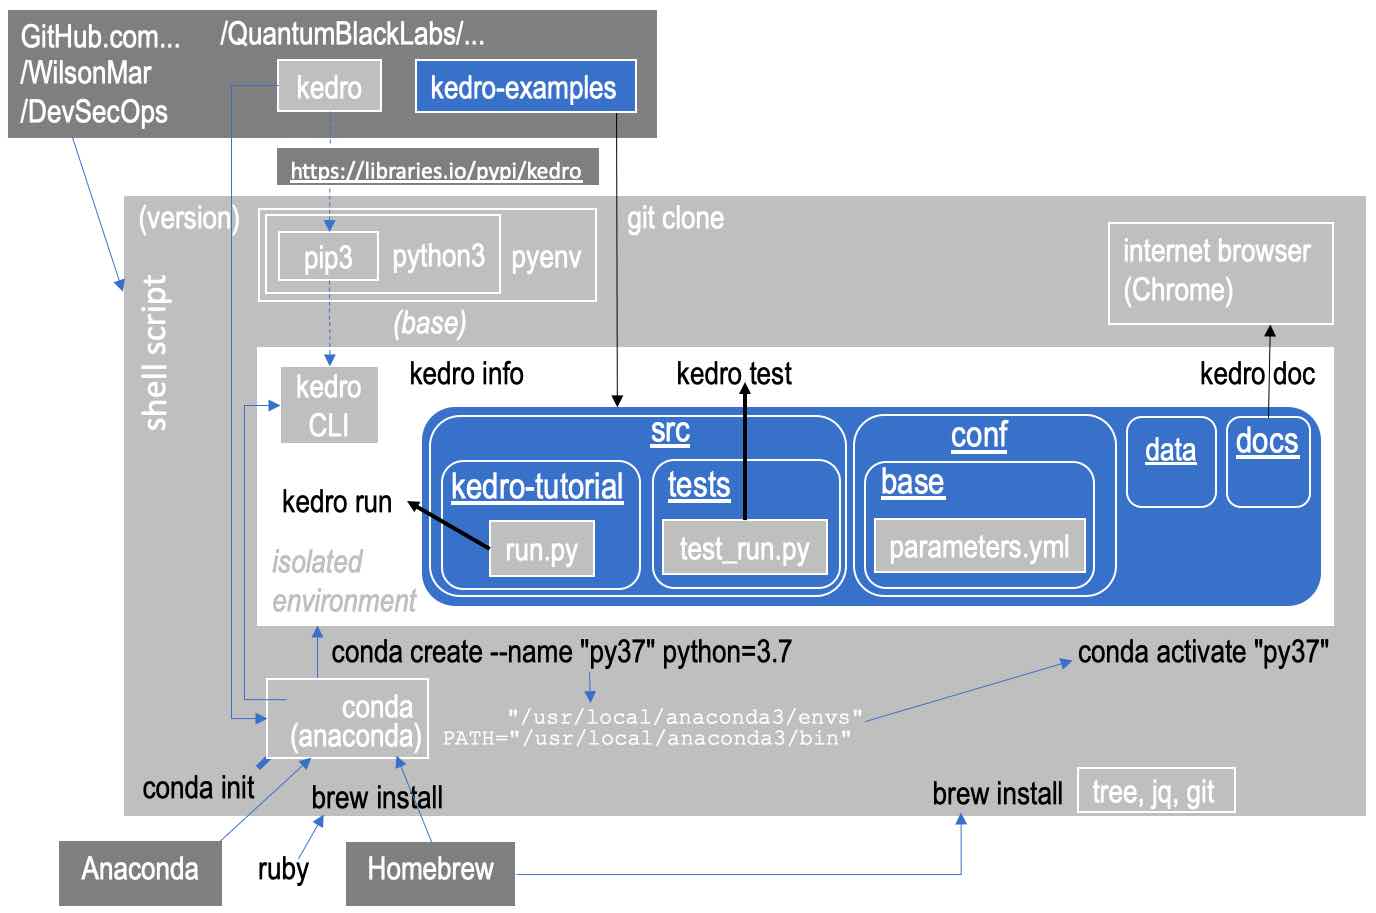 GitHub.com...
/WilsonMar
/DevSecOps
/QuantumBlackLabs/...
kedro
kedro-examples
https://libraries.io/pypi/kedro
(version)
pip3
python3
pyenv
git clone
internet browser
(Chrome)
shell script
(base)
kedro
CLI
kedro info
kedro test
kedro doc
src
conf
data
docs
kedro-tutorial
tests
base
kedro run
run.py
test_run.py
parameters.yml
isolated
environment
conda create --name "py37" python=3.7
conda activate "py37"
conda
(anaconda)
"/usr/local/anaconda3/envs"
PATH="/usr/local/anaconda3/bin"
conda init
brew install
brew install
tree, jq, git
Anaconda
ruby
Homebrew